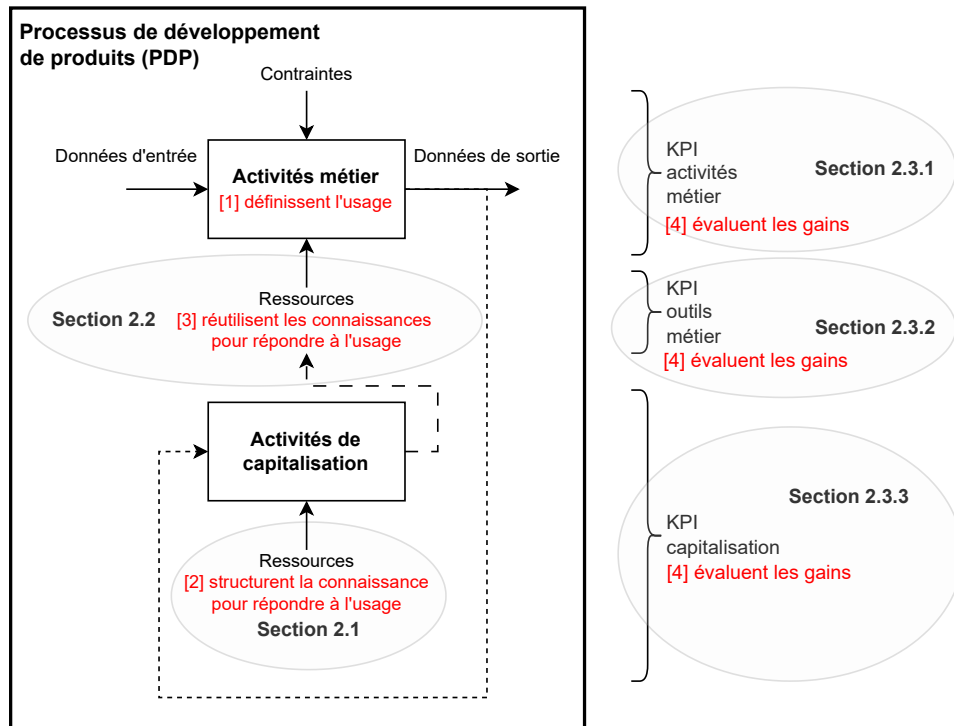 Processus de développement
de produits (PDP)
Contraintes
Données d'entrée
Données de sortie
Activités métier
[1] définissent l'usage
Ressources
Section 2.2
[3] réutilisent les connaissances
pour répondre à l'usage
Activités de
capitalisation
Ressources
[2] structurent la connaissance
pour répondre à l'usage
Section 2.1
KPI
activités
métier
Section 2.3.1
[4] évaluent les gains
KPI
outils
métier
Section 2.3.2
[4] évaluent les gains
Section 2.3.3
KPI
capitalisation
[4] évaluent les gains